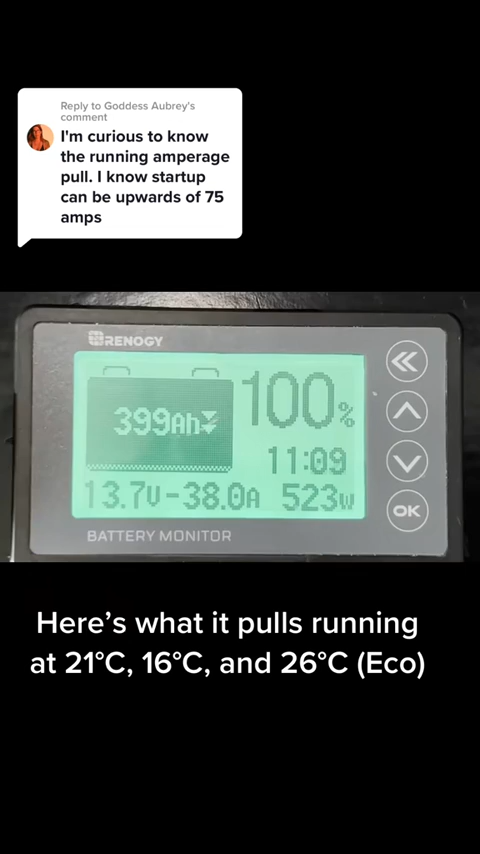 Reply to Goddess Aubrey's
comment
I'm curious to know
the running amperage
pull. I know startup
can be upwards of 75
amps
RENOGY
399Ah
100%
11:09
13.7V -38.0A 523W
OK
BATTERY MONITOR
Here’s what it pulls running
at 21°C, 16°C, and 26°C (Eco)